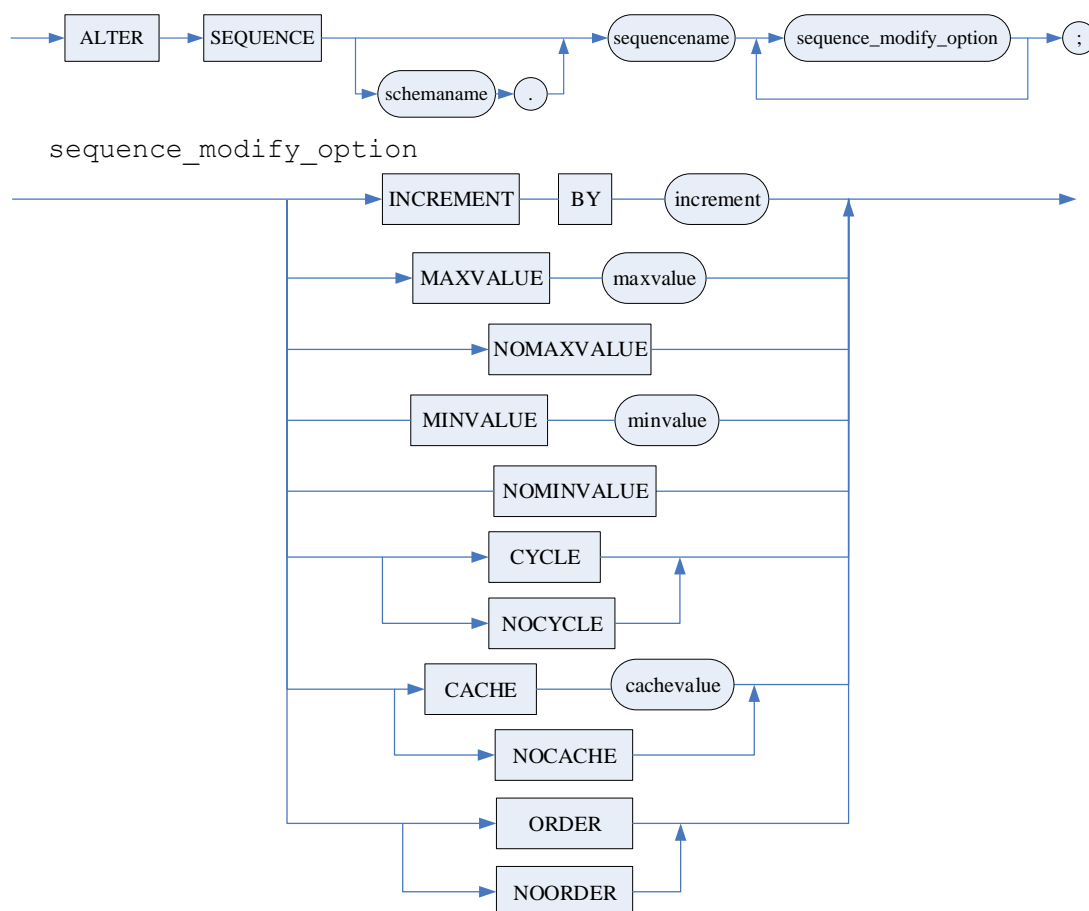 ALTER SEQUENCE sequencename sequence_modify_option ;
schemaname .
sequence_modify_option
INCREMENT BY increment
MAXVALUE maxvalue
NOMAXVALUE
MINVALUE minvalue
NOMINVALUE
CYCLE
NOCYCLE
CACHE cachevalue
NOCACHE
ORDER
NOORDER